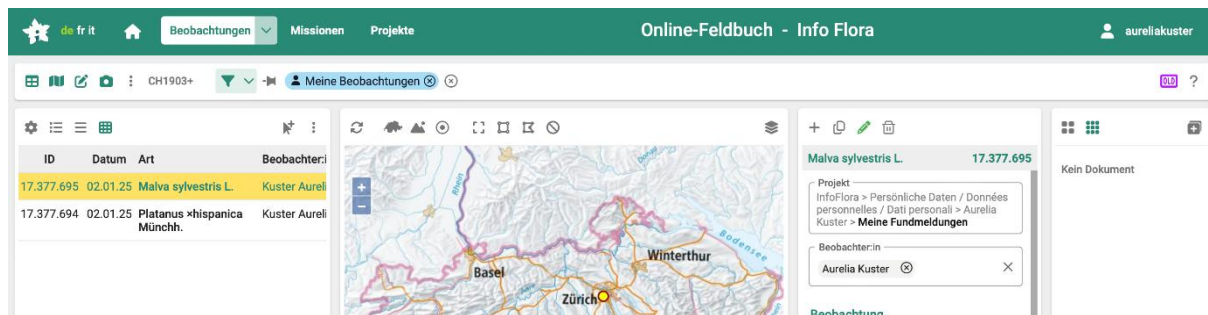 de fr it Beobachtungen Missionen Projekte Online-Feldbuch - Info Flora aureliakuster
CH1903+ Meine Beobachtungen OLD ?
ID Datum Art Beobachter:i
17.377.695 02.01.25 Malva sylvestris L. Kuster Aureli
17.377.694 02.01.25 Platanus ×hispanica Kuster Aureli
Münchh.
Rhein
Bodensee
Basel
Winterthur
Zürich
Malva sylvestris L. 17.377.695
Projekt
InfoFlora > Persönliche Daten / Données
personnelles / Dati personali > Aurelia
Kuster > Meine Fundmeldungen
Beobachter:in
Aurelia Kuster
Beobachtung
Kein Dokument